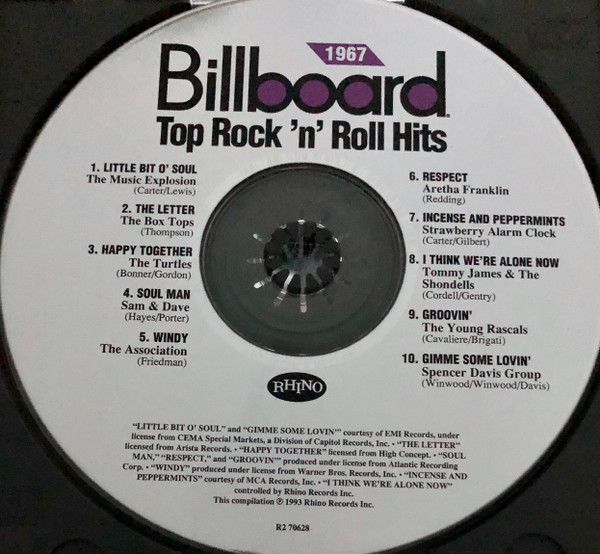 1967
Billboard
Top Rock 'n' Roll Hits
1. LITTLE BIT O' SOUL
The Music Explosion
(Carter/Lewis)
2. THE LETTER
The Box Tops
(Thompson)
3. HAPPY TOGETHER
The Turtles
(Bonner/Gordon)
4. SOUL MAN
Sam & Dave
(Hayes/Porter)
5. WINDY
The Association
(Friedman)
6. RESPECT
Aretha Franklin
(Redding)
7. INCENSE AND PEPPERMINTS
Strawberry Alarm Clock
(Carter/Gilbert)
8. I THINK WE'RE ALONE NOW
Tommy James & The
Shondells
(Cordell/Gentry)
9. GROOVIN'
The Young Rascals
(Cavaliere/Brigati)
10. GIMME SOME LOVIN'
Spencer Davis Group
(Winwood/Winwood/Davis)
RHINO
"LITTLE BIT O' SOUL" and "GIMME SOME LOVIN'" courtesy of EMI Records, under
license from CEMA Special Markets, a Division of Capitol Records, Inc. • "THE LETTER"
licensed from Arista Records. • "HAPPY TOGETHER" licensed from High Concept. • "SOUL
MAN," "RESPECT," and "GROOVIN'" produced under license from Atlantic Recording
Corp. • "WINDY" produced under license from Warner Bros. Records, Inc. • "INCENSE AND
PEPPERMINTS" courtesy of MCA Records, Inc. • "I THINK WE'RE ALONE NOW"
controlled by Rhino Records Inc.
This compilation ℗ 1993 Rhino Records Inc.
R2 70628